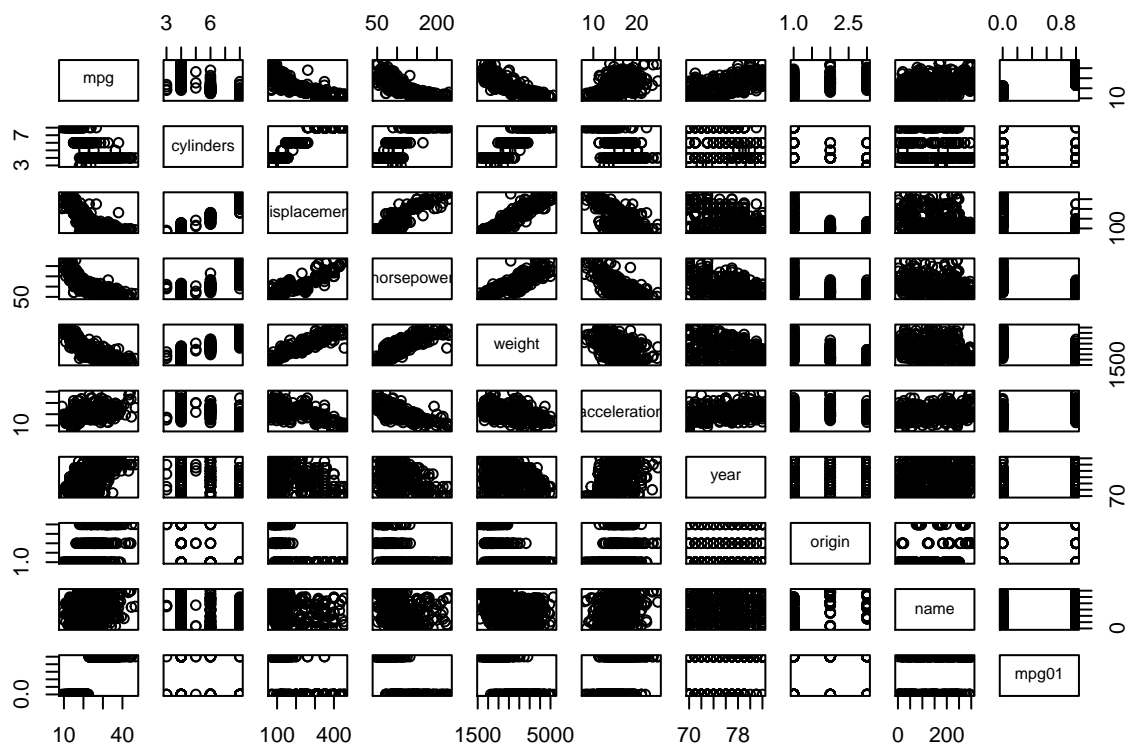 3 6
50 200
10 20
1.0 2.5
0.0 0.8
mpg
10
7
3
cylinders
isplacemen
100
50
horsepower
weight
1500
10
acceleration
year
70
1.0
origin
name
0
0.0
mpg01
10 40
100 400
1500 5000
70 78
0 200